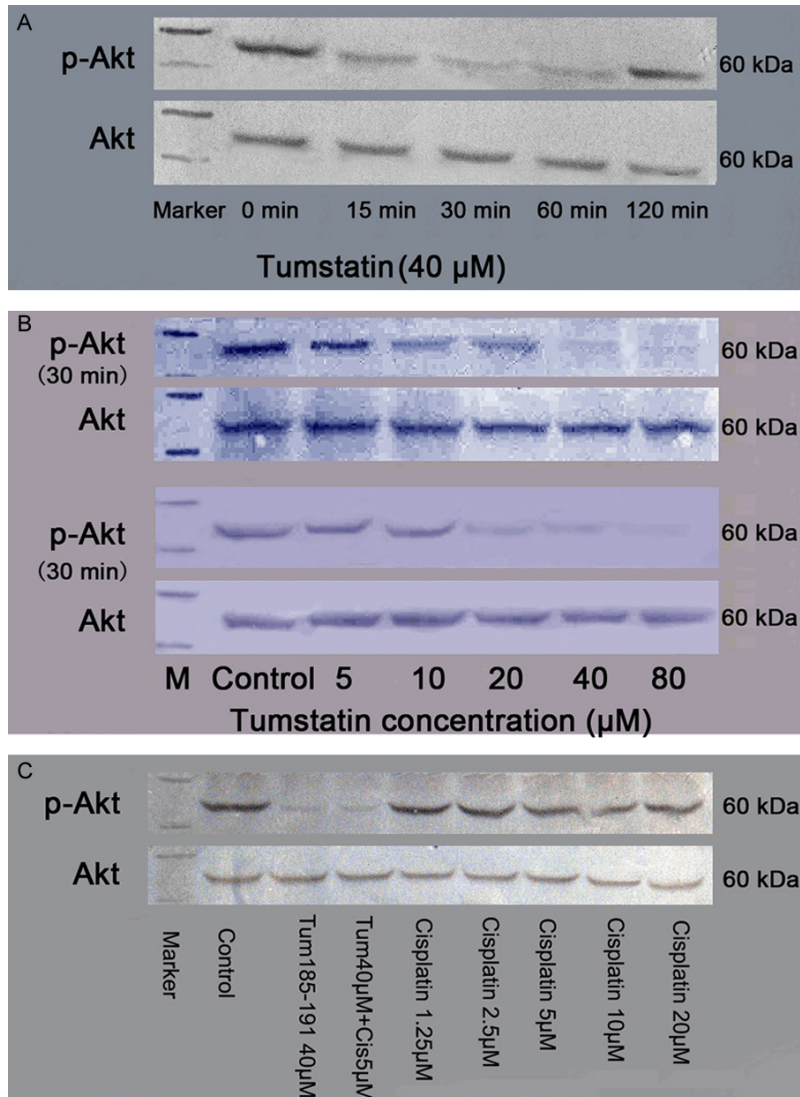 A
p-Akt
60 kDa
Akt
60 kDa
Marker 0 min 15 min 30 min 60 min 120 min
Tumstatin (40 µM)
B
p-Akt
(30 min)
60 kDa
Akt
60 kDa
p-Akt
(30 min)
60 kDa
Akt
60 kDa
M Control 5 10 20 40 80
Tumstatin concentration (µM)
C
p-Akt
60 kDa
Akt
60 kDa
Marker
Control
Tum185-191 40µM
Tum40µM+Cis5µM
Cisplatin 1.25µM
Cisplatin 2.5µM
Cisplatin 5µM
Cisplatin 10µM
Cisplatin 20µM